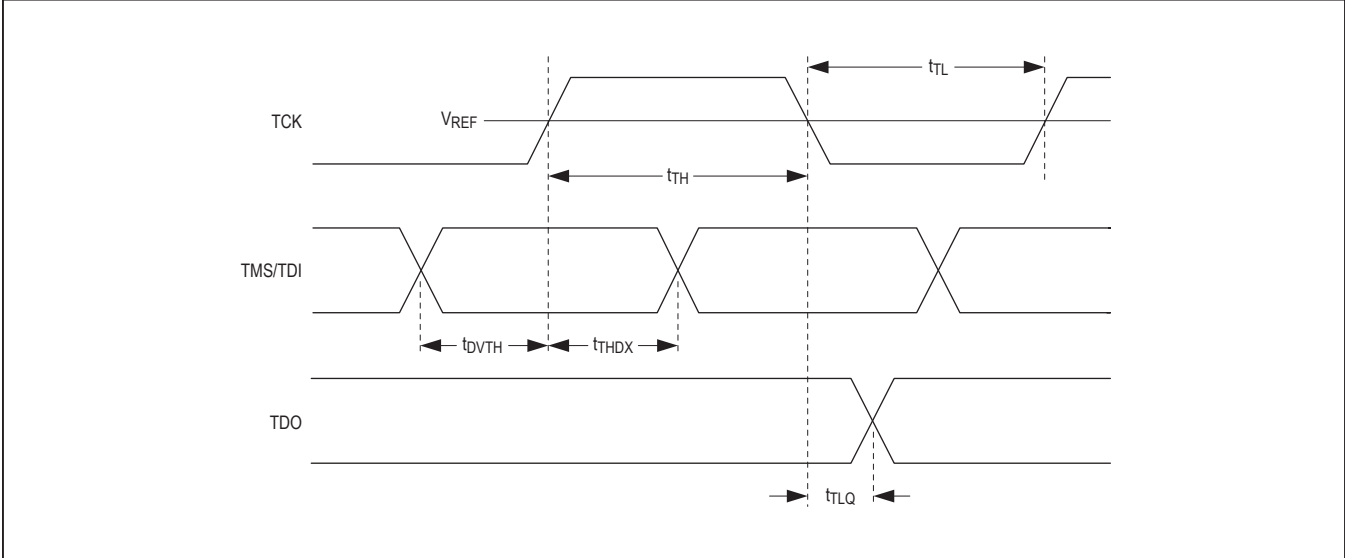 tTL
TCK
VREF
tTH
TMS/TDI
tDVTH
tTHDX
TDO
tTLQ